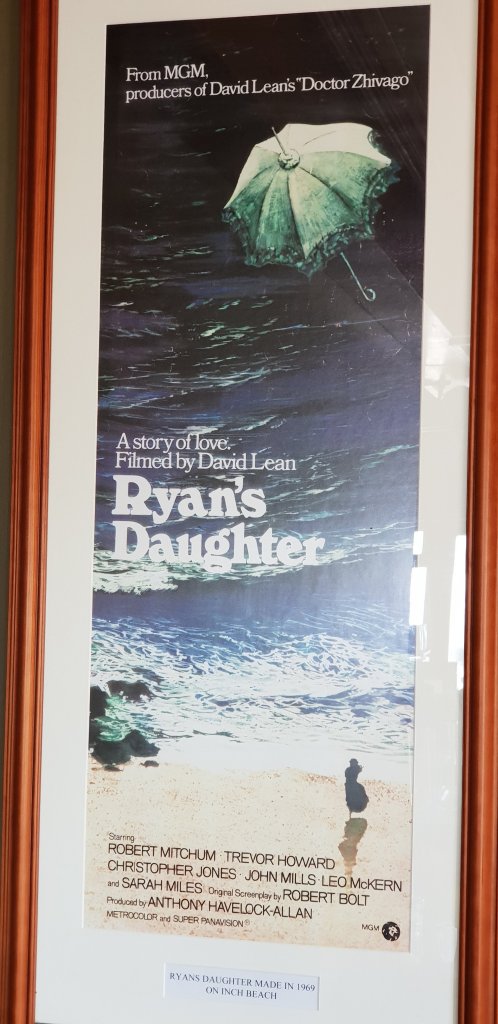 From MGM,
producers of David Lean's "Doctor Zhivago"
A story of love.
Filmed by David Lean
Ryan's
Daughter
Starring
ROBERT MITCHUM · TREVOR HOWARD
CHRISTOPHER JONES · JOHN MILLS · LEO McKERN
and SARAH MILES Original Screenplay by ROBERT BOLT
Produced by ANTHONY HAVELOCK-ALLAN
METROCOLOR and SUPER PANAVISION ®
MGM
RYANS DAUGHTER MADE IN 1969
ON INCH BEACH